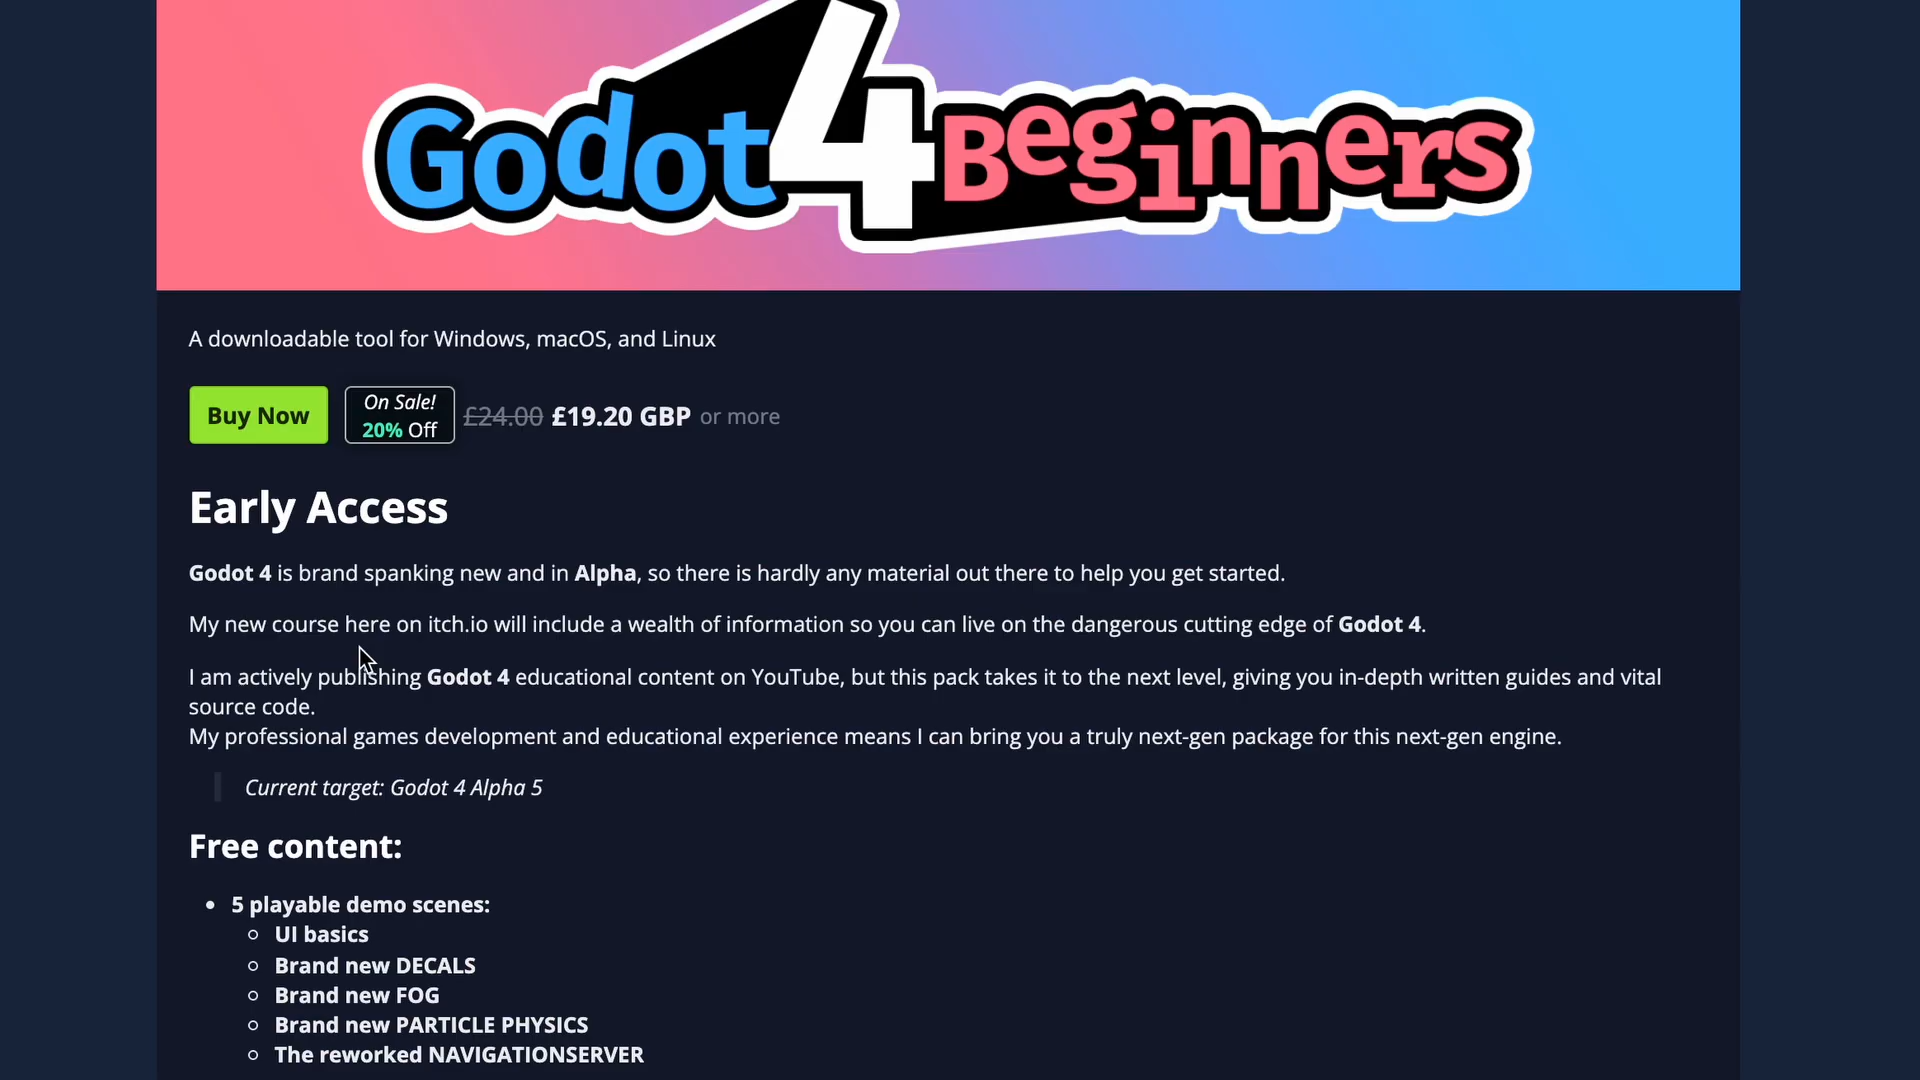 Godot 4 Beginners
A downloadable tool for Windows, macOS, and Linux
Buy Now
On Sale!
20% Off
£24.00 £19.20 GBP or more
Early Access
Godot 4 is brand spanking new and in Alpha, so there is hardly any material out there to help you get started.
My new course here on itch.io will include a wealth of information so you can live on the dangerous cutting edge of Godot 4.
I am actively publishing Godot 4 educational content on YouTube, but this pack takes it to the next level, giving you in-depth written guides and vital
source code.
My professional games development and educational experience means I can bring you a truly next-gen package for this next-gen engine.
Current target: Godot 4 Alpha 5
Free content:
5 playable demo scenes:
UI basics
Brand new DECALS
Brand new FOG
Brand new PARTICLE PHYSICS
The reworked NAVIGATIONSERVER